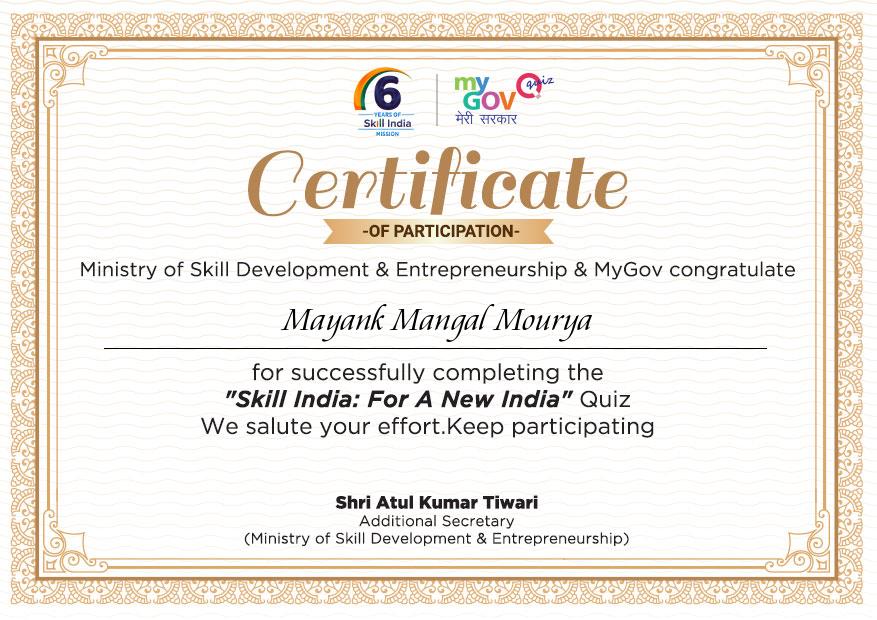 6
YEARS OF
Skill India
MISSION
my
GOV quiz
मेरी सरकार
Certificate
-OF PARTICIPATION-
Ministry of Skill Development & Entrepreneurship & MyGov congratulate
Mayank Mangal Mourya
for successfully completing the
"Skill India: For A New India" Quiz
We salute your effort.Keep participating
Shri Atul Kumar Tiwari
Additional Secretary
(Ministry of Skill Development & Entrepreneurship)